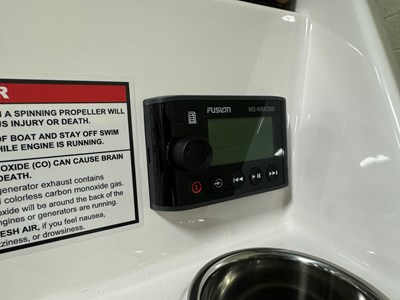 R
A SPINNING PROPELLER WILL
IS INJURY OR DEATH.
OF BOAT AND STAY OFF SWIM
HILE ENGINE IS RUNNING.
OXIDE (CO) CAN CAUSE BRAIN
DEATH.
generator exhaust contains
colorless carbon monoxide gas.
oxide will be around the back of the
ngines or generators are running.
ESH AIR, if you feel nausea,
zziness, or drowsiness.
FUSION
MS-NRX300